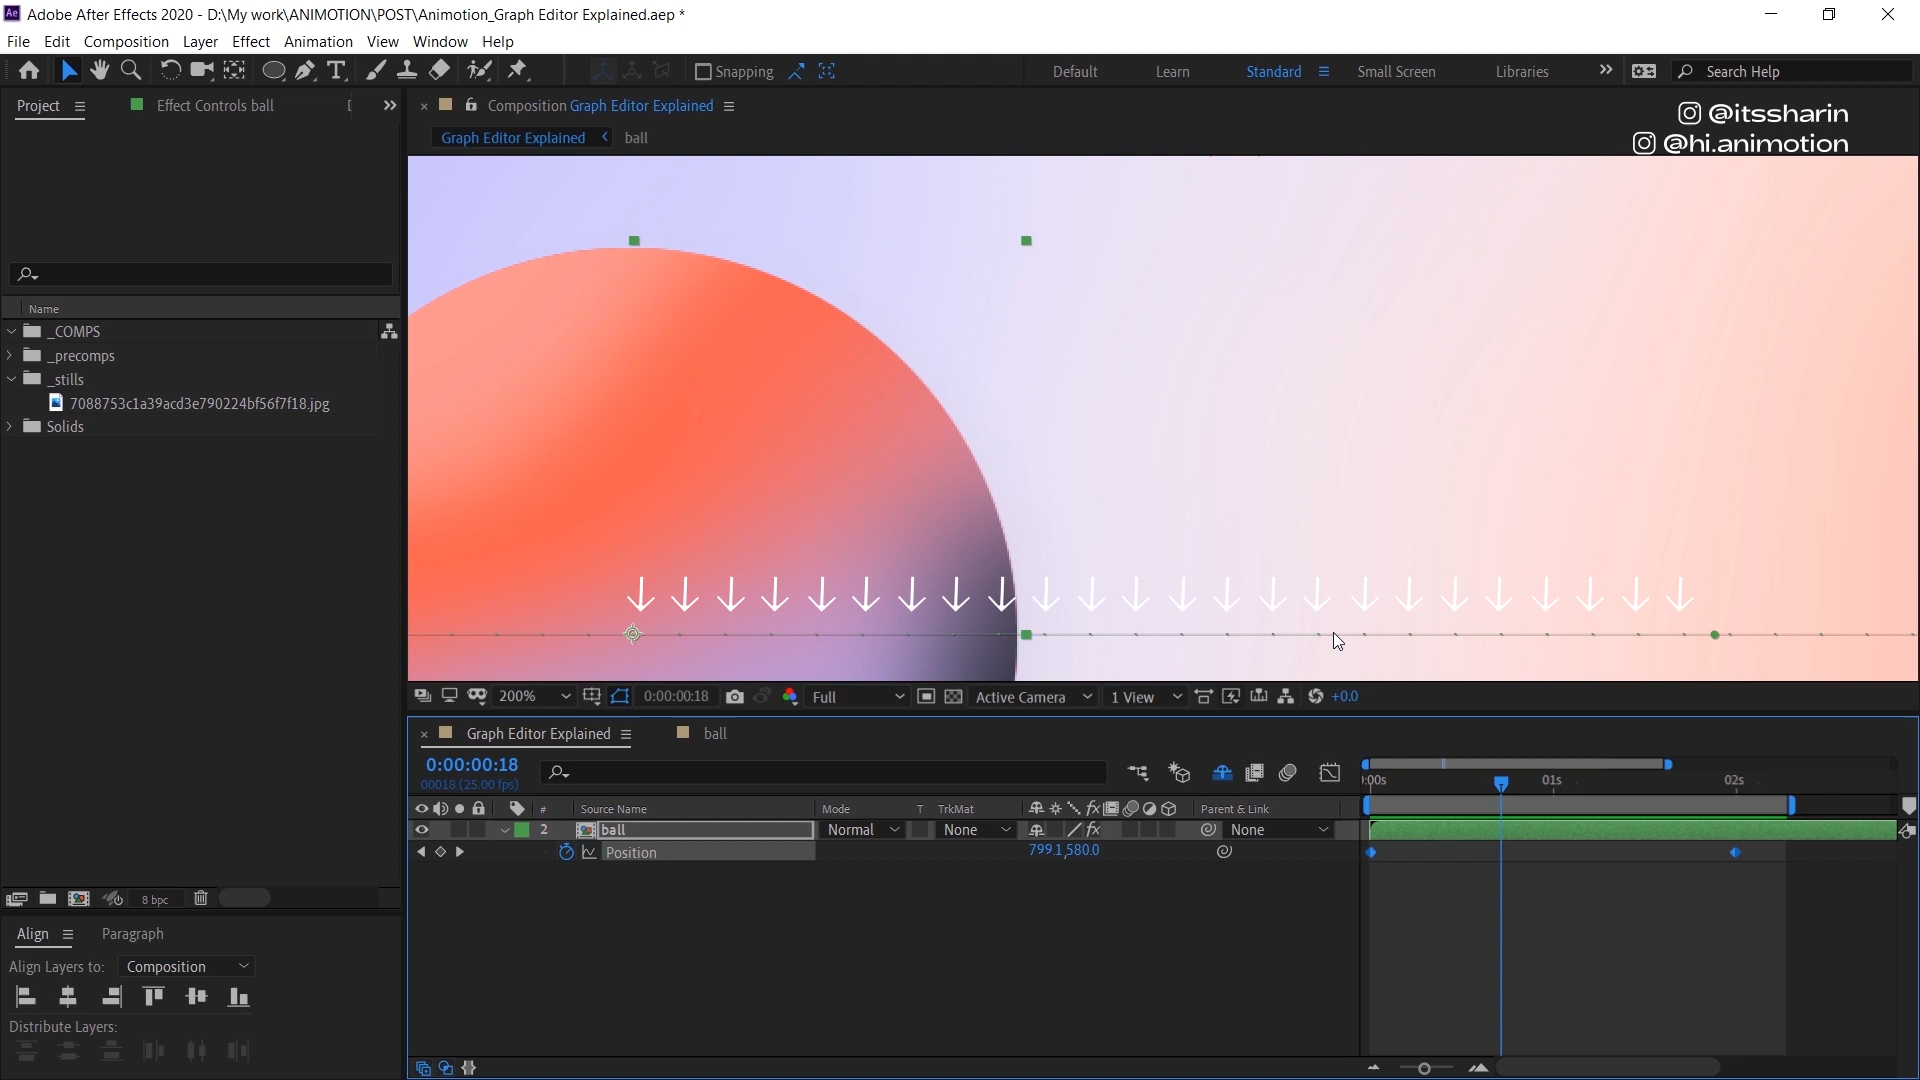 Ae Adobe After Effects 2020 - D:\My work\ANIMOTION\POST\Animotion_Graph Editor Explained.aep *
File Edit Composition Layer Effect Animation View Window Help
Snapping Default Learn Standard Small Screen Libraries Search Help
Project Effect Controls ball
Composition Graph Editor Explained
@itssharin
Graph Editor Explained ball
@hi.animotion
Name
_COMPS
_precomps
_stills
7088753c1a39acd3e790224bf56f7f18.jpg
Solids
200% 0:00:00:18 Full Active Camera 1 View +0.0
Graph Editor Explained ball
0:00:00:18
00018 (25.00 fps)
:00s 01s 02s
# Source Name Mode T TrkMat Parent & Link
2 ball Normal None None
Position 799.1,580.0
8 bpc
Align Paragraph
Align Layers to: Composition
Distribute Layers: